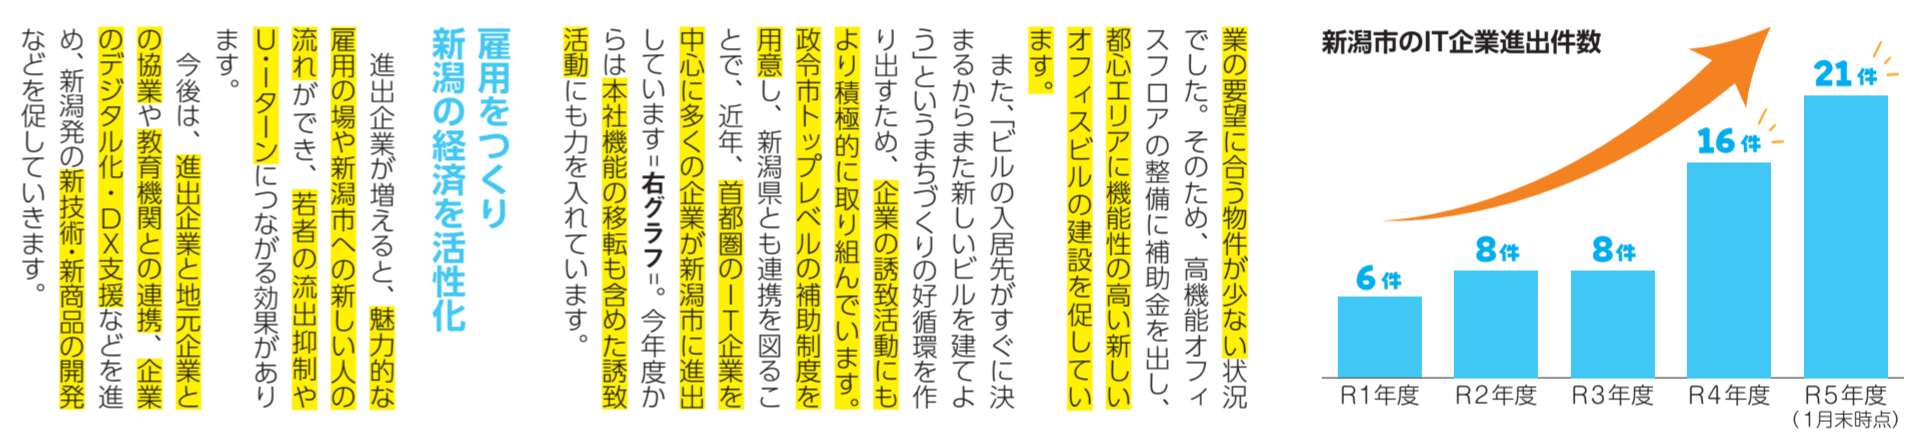 新潟市のIT企業進出件数
6件
8件
8件
16件
21件
R1年度
R2年度
R3年度
R4年度
R5年度
（1月末時点）
業の要望に合う物件が少ない状況
でした。そのため、高機能オフィ
スフロアの整備に補助金を出し、
都心エリアに機能性の高い新しい
オフィスビルの建設を促してい
ます。
また、「ビルの入居先がすぐに決
まるからまた新しいビルを建てよ
う」というまちづくりの好循環を作
り出すため、企業の誘致活動にも
より積極的に取り組んでいます。
政令市トップレベルの補助制度を
用意し、新潟県とも連携を図るこ
とで、近年、首都圏のIT企業を
中心に多くの企業が新潟市に進出
しています＝右グラフ＝。今年度か
らは本社機能の移転も含めた誘致
活動にも力を入れています。
雇用をつくり
新潟の経済を活性化
進出企業が増えると、魅力的な
雇用の場や新潟市への新しい人の
流れができ、若者の流出抑制や
U・Iターンにつながる効果があり
ます。
今後は、進出企業と地元企業と
の協業や教育機関との連携、企業
のデジタル化・DX支援などを進
め、新潟発の新技術・新商品の開発
などを促していきます。